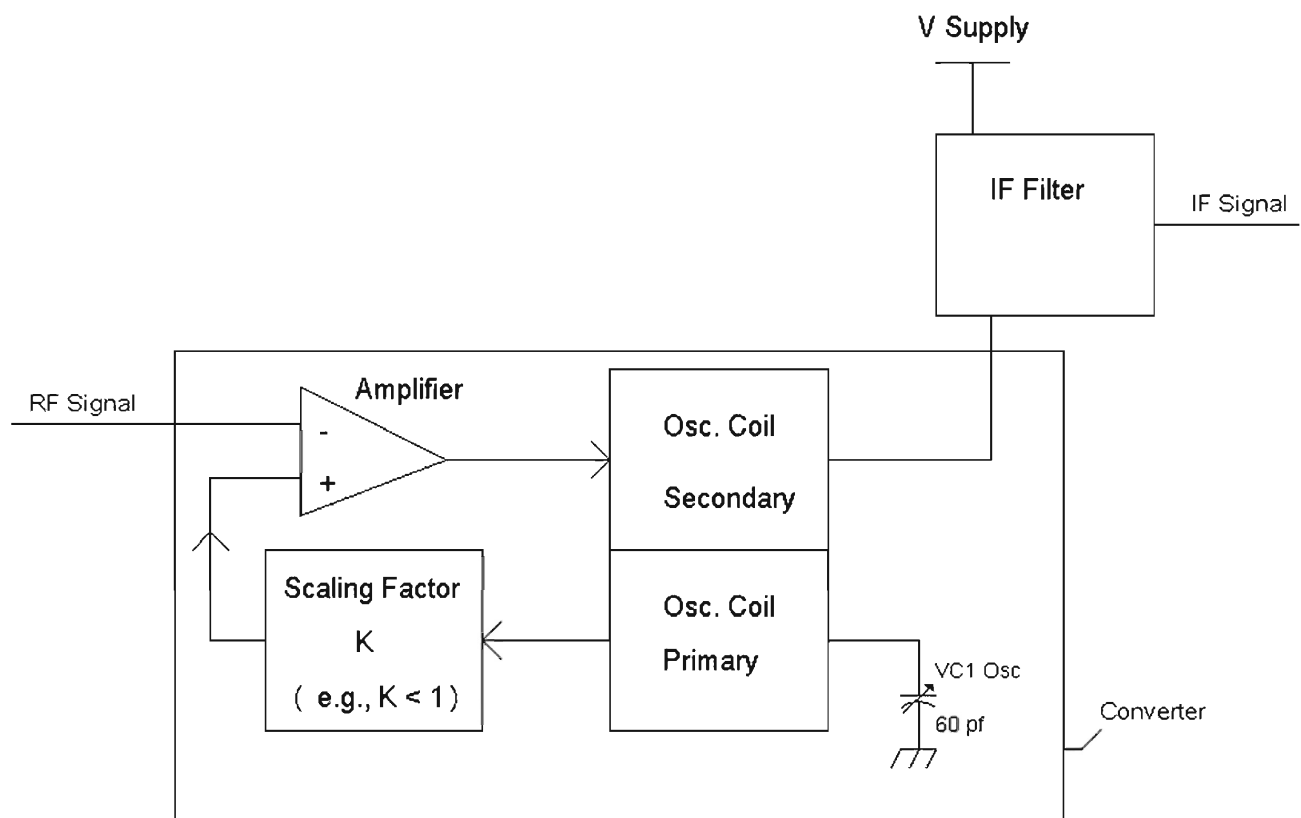 V Supply
IF Filter
IF Signal
RF Signal
Amplifier
-
+
Osc. Coil
Secondary
Scaling Factor
K
( e.g., K < 1)
Osc. Coil
Primary
VC1 Osc
60 pf
Converter